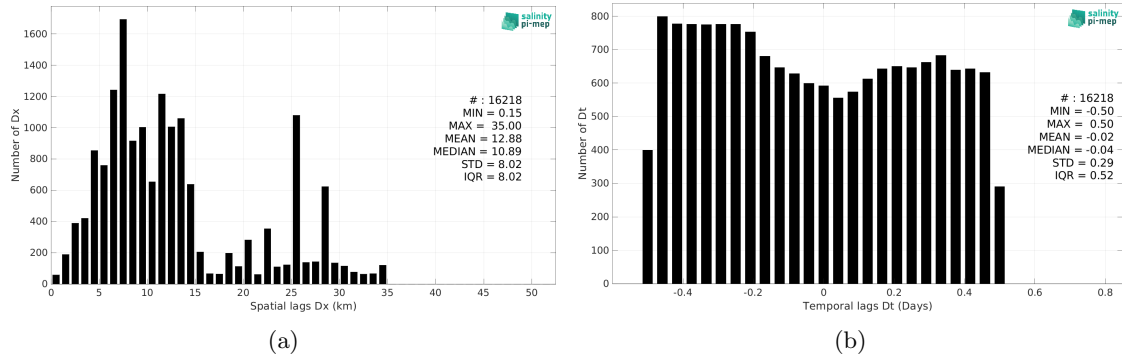 salinity
pi-mep
# : 16218
MIN = 0.15
MAX = 35.00
MEAN = 12.88
MEDIAN = 10.89
STD = 8.02
IQR = 8.02
Number of Dx
1600
1400
1200
1000
800
600
400
200
0
0 5 10 15 20 25 30 35 40 45 50
Spatial lags Dx (km)
(a)
salinity
pi-mep
# : 16218
MIN = -0.50
MAX = 0.50
MEAN = -0.02
MEDIAN = -0.04
STD = 0.29
IQR = 0.52
Number of Dt
800
700
600
500
400
300
200
100
0
-0.4 -0.2 0 0.2 0.4 0.6 0.8
Temporal lags Dt (Days)
(b)